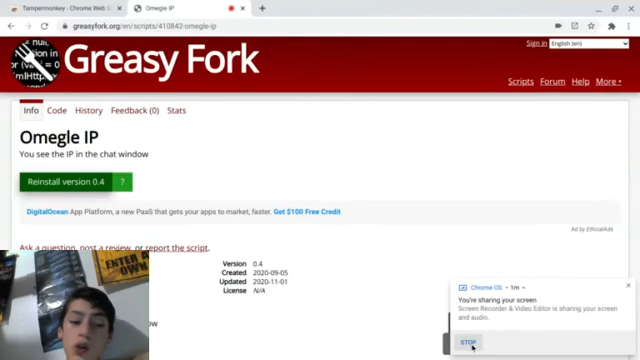 Tampermonkey - Chrome Web S
Omegle IP
greasyfork.org/en/scripts/410842-omegle-ip
Sign in
English (en)
Greasy Fork
Scripts Forum Help More
Info Code History Feedback (0) Stats
Omegle IP
You see the IP in the chat window
Reinstall version 0.4 ?
DigitalOcean App Platform, a new PaaS that gets your apps to market, faster. Get $100 Free Credit
Ad by EthicalAds
Ask a question, post a review, or report the script.
Version 0.4
Created 2020-09-05
Updated 2020-11-01
License N/A
Chrome OS • 1m
You're sharing your screen
Screen Recorder & Video Editor is sharing your screen
and audio.
STOP